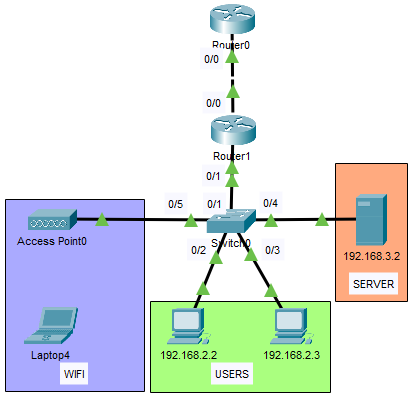 Router0
0/0
0/0
Router1
0/1
0/5
0/1
0/4
Access Point0
Switch0
0/2
0/3
192.168.3.2
SERVER
Laptop4
WIFI
192.168.2.2
192.168.2.3
USERS